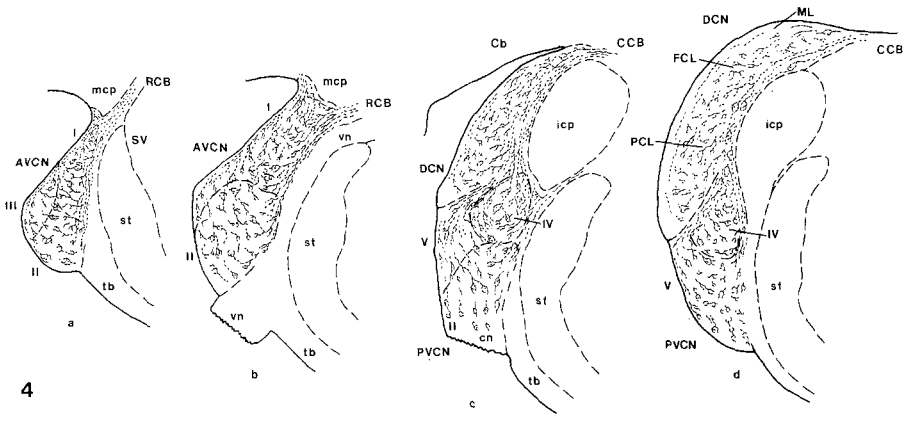 mcp
RCB
I
SV
AVCN
III
st
II
tb
a
mcp
I
RCB
vn
AVCN
st
II
vn
tb
b
Cb
CCB
icp
DCN
IV
V
st
II
cn
PVCN
tb
c
DCN
ML
CCB
FCL
icp
PCL
IV
V
st
PVCN
d
4